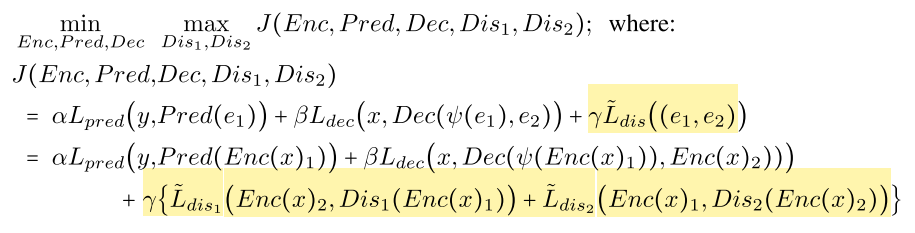 min max J(Enc, Pred, Dec, Dis₁, Dis₂); where:
Enc,Pred,Dec Dis₁,Dis₂
J(Enc, Pred,Dec, Dis₁, Dis₂)
= αL_pred(y,Pred(e₁)) + βL_dec(x, Dec(ψ(e₁), e₂)) + γL̃_dis((e₁, e₂))
= αL_pred(y,Pred(Enc(x)₁)) + βL_dec(x, Dec(ψ(Enc(x)₁)), Enc(x)₂)))
+ γ{L̃_dis₁(Enc(x)₂, Dis₁(Enc(x)₁)) + L̃_dis₂(Enc(x)₁, Dis₂(Enc(x)₂))}